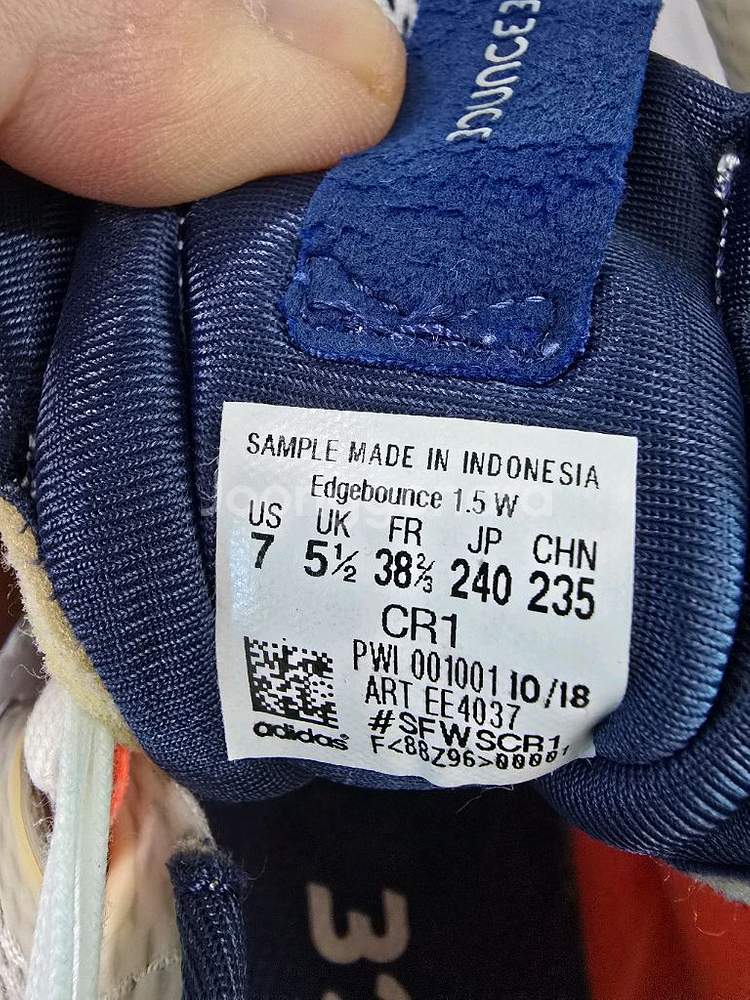 BOUNCE
SAMPLE MADE IN INDONESIA
Edgebounce 1.5 W
US UK FR JP CHN
7 5½ 38⅔ 240 235
CR1
PWI 001001 10/18
ART EE4037
#SFWSCR1
adidas
F<88Z96>00001